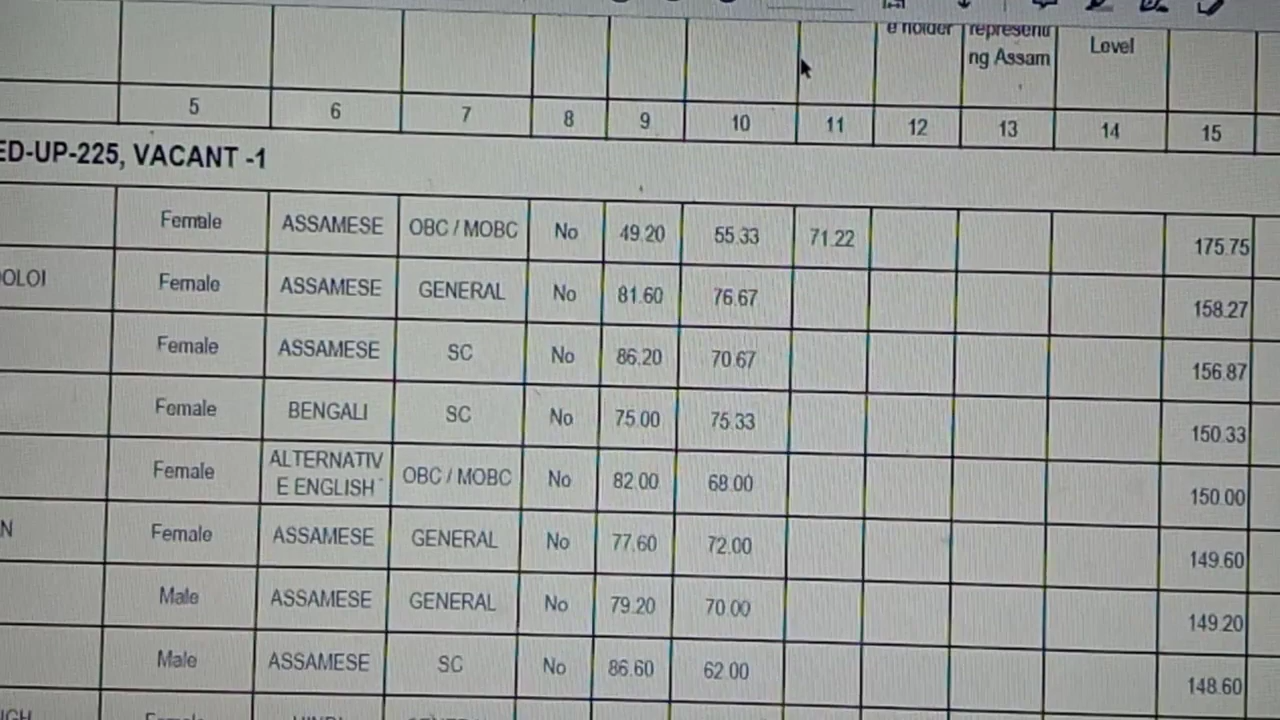 e holder representi Level
ng Assam
5 6 7 8 9 10 11 12 13 14 15
ED-UP-225, VACANT -1
Female ASSAMESE OBC / MOBC No 49.20 55.33 71.22 175.75
OLOI Female ASSAMESE GENERAL No 81.60 76.67 158.27
Female ASSAMESE SC No 86.20 70.67 156.87
Female BENGALI SC No 75.00 75.33 150.33
Female ALTERNATIV OBC / MOBC No 82.00 68.00 150.00
E ENGLISH
N Female ASSAMESE GENERAL No 77.60 72.00 149.60
Male ASSAMESE GENERAL No 79.20 70.00 149.20
Male ASSAMESE SC No 86.60 62.00 148.60